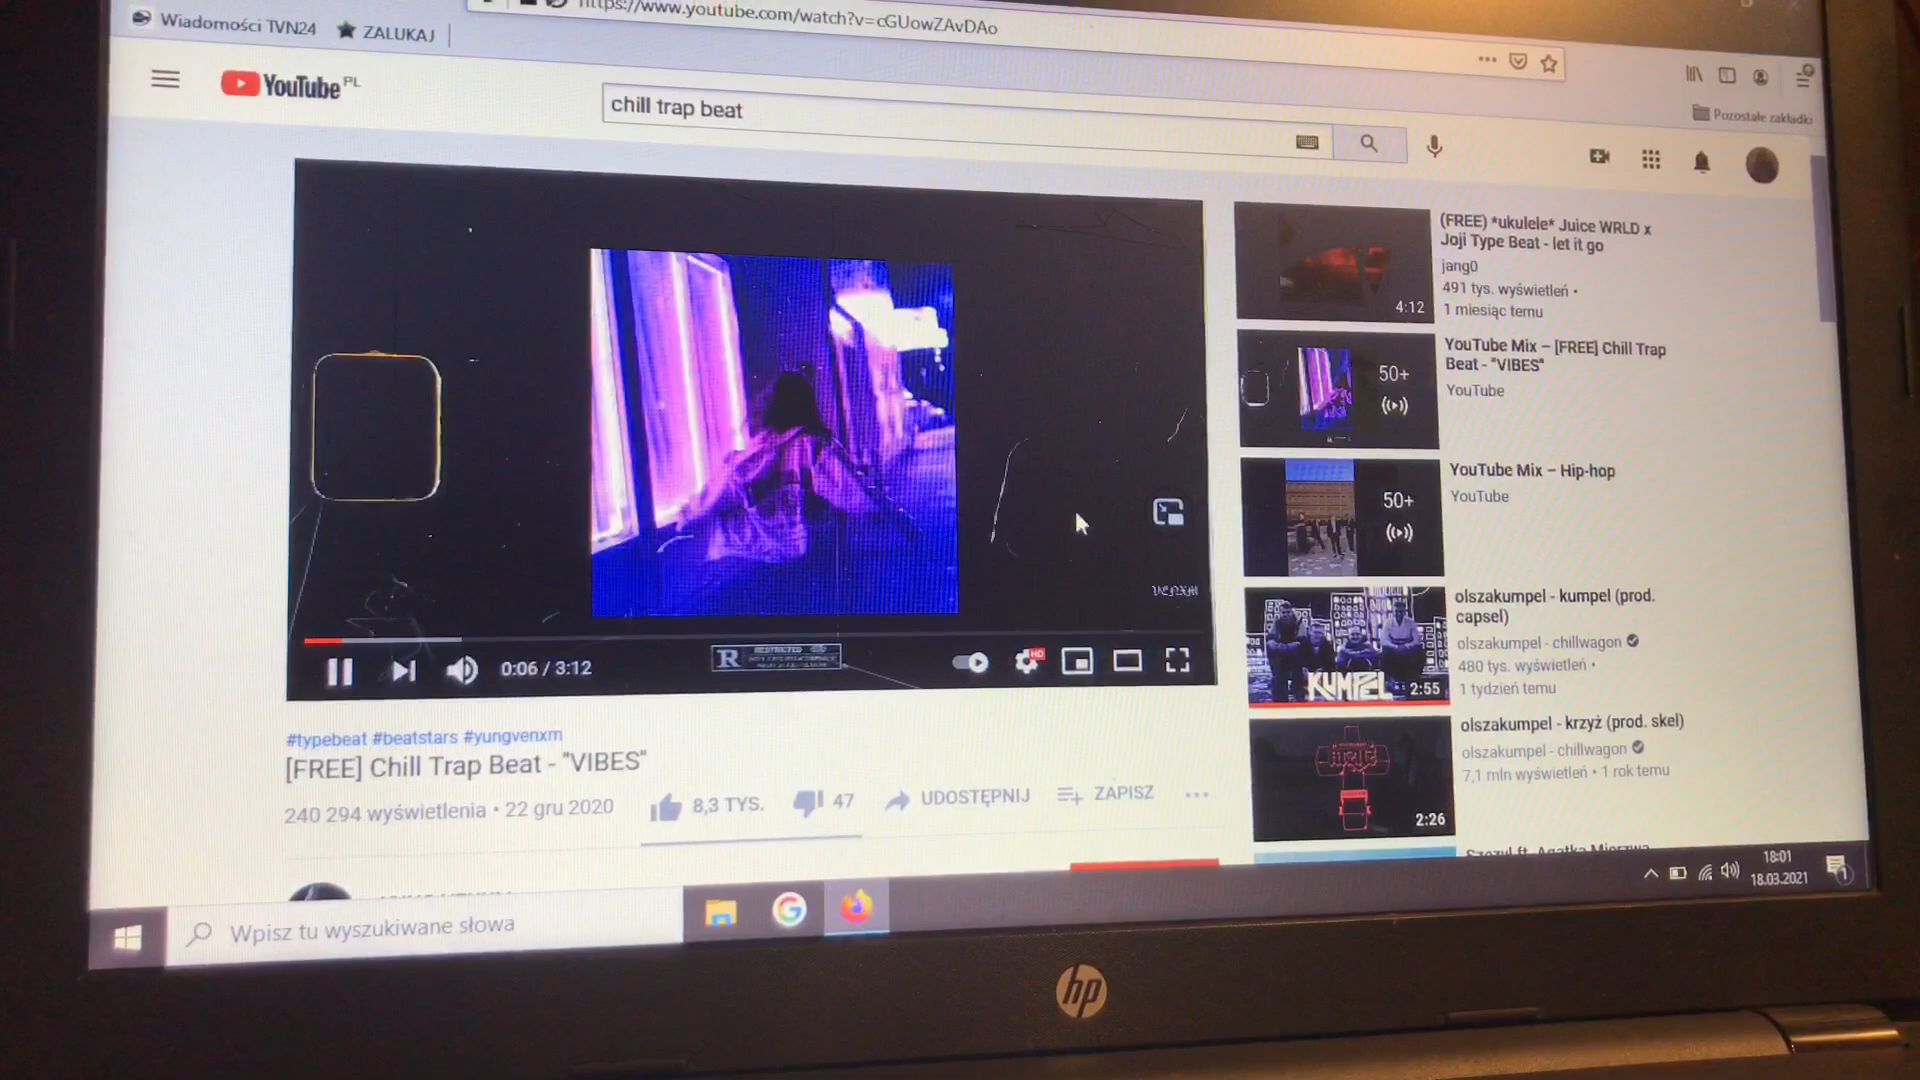 https://www.youtube.com/watch?v=cGUowZAvDAo
Wiadomości TVN24
ZALUKAJ
Pozostałe zakładki
YouTube PL
chill trap beat
VENXM
R RESTRICTED
0:06 / 3:12
HD
#typebeat #beatstars #yungvenxm
[FREE] Chill Trap Beat - "VIBES"
240 294 wyświetlenia • 22 gru 2020
8,3 TYS.
47
UDOSTĘPNIJ
ZAPISZ
4:12
(FREE) *ukulele* Juice WRLD x
Joji Type Beat - let it go
jang0
491 tys. wyświetleń •
1 miesiąc temu
50+
YouTube Mix – [FREE] Chill Trap
Beat - "VIBES"
YouTube
50+
YouTube Mix – Hip-hop
YouTube
KUMPEL
2:55
olszakumpel - kumpel (prod.
capsel)
olszakumpel - chillwagon
480 tys. wyświetleń •
1 tydzień temu
2:26
olszakumpel - krzyż (prod. skel)
olszakumpel - chillwagon
7,1 mln wyświetleń • 1 rok temu
Wpisz tu wyszukiwane słowa
18:01
18.03.2021
1
hp